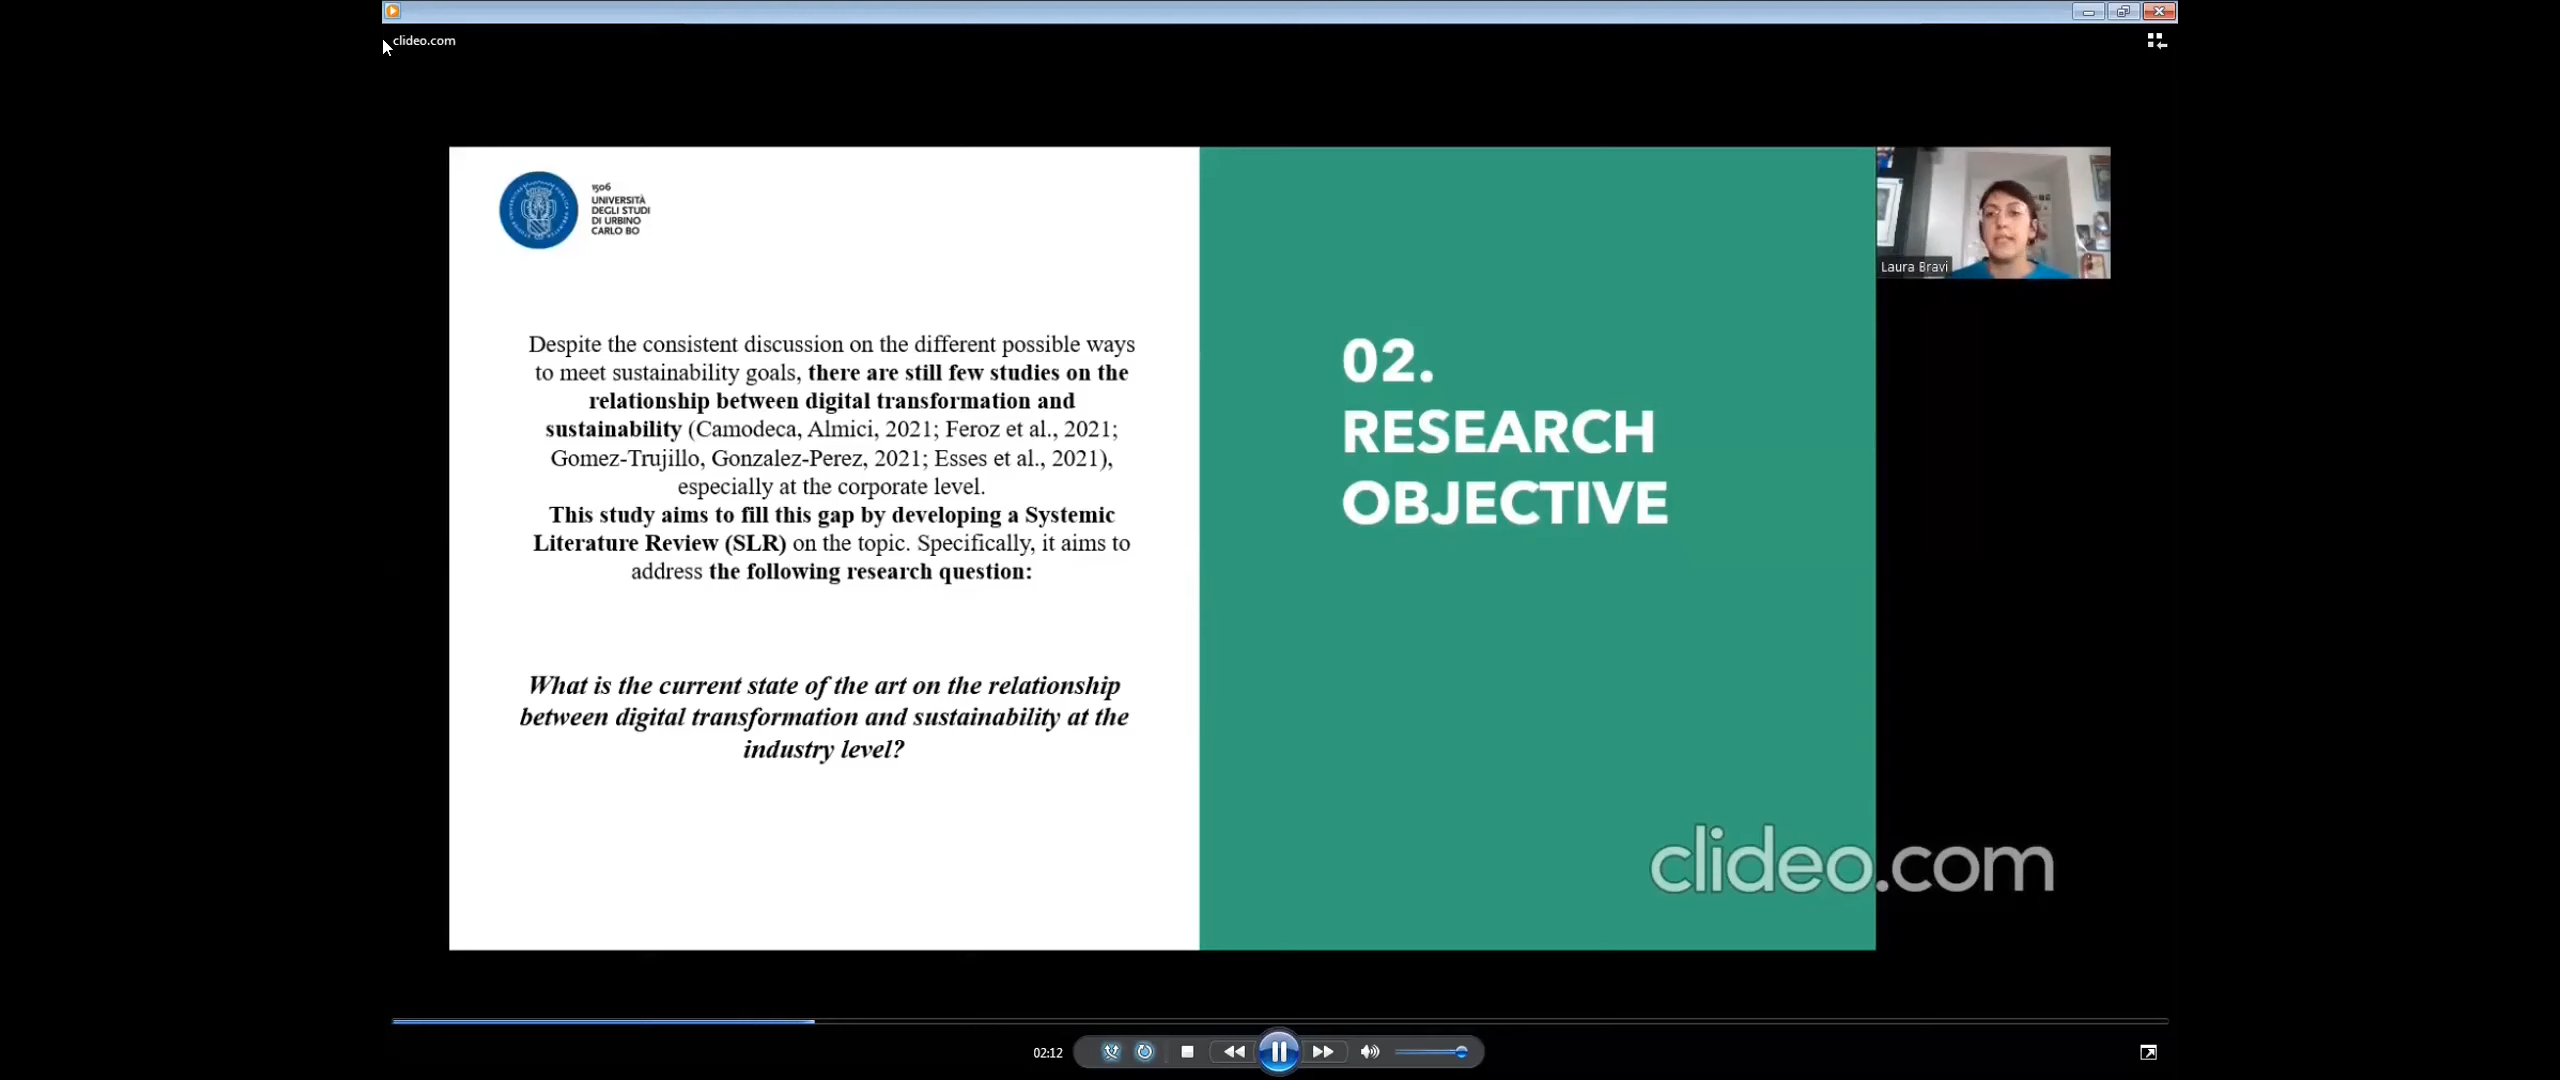 clideo.com
1506
UNIVERSITÀ
DEGLI STUDI
DI URBINO
CARLO BO
Despite the consistent discussion on the different possible ways
to meet sustainability goals, there are still few studies on the
relationship between digital transformation and
sustainability (Camodeca, Almici, 2021; Feroz et al., 2021;
Gomez-Trujillo, Gonzalez-Perez, 2021; Esses et al., 2021),
especially at the corporate level.
This study aims to fill this gap by developing a Systemic
Literature Review (SLR) on the topic. Specifically, it aims to
address the following research question:
What is the current state of the art on the relationship
between digital transformation and sustainability at the
industry level?
02.
RESEARCH
OBJECTIVE
Laura Bravi
clideo.com
02:12